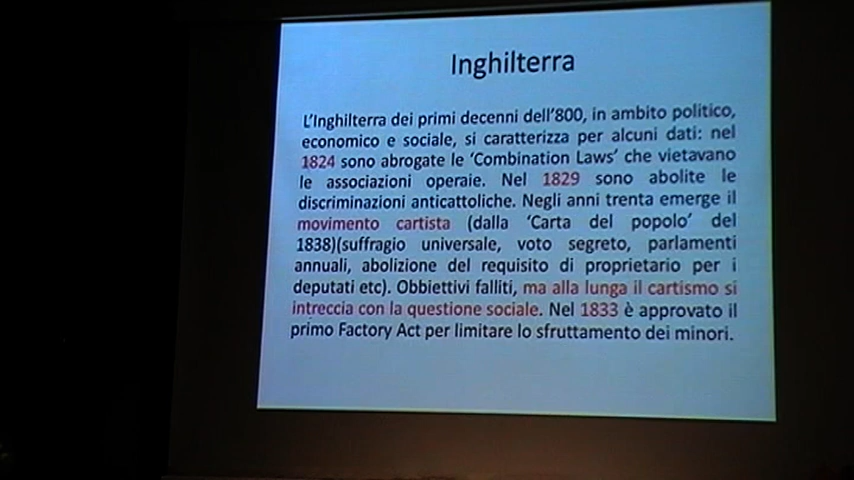 Inghilterra
L'Inghilterra dei primi decenni dell'800, in ambito politico,
economico e sociale, si caratterizza per alcuni dati: nel
1824 sono abrogate le 'Combination Laws' che vietavano
le associazioni operaie. Nel 1829 sono abolite le
discriminazioni anticattoliche. Negli anni trenta emerge il
movimento cartista (dalla 'Carta del popolo' del
1838)(suffragio universale, voto segreto, parlamenti
annuali, abolizione del requisito di proprietario per i
deputati etc). Obbiettivi falliti, ma alla lunga il cartismo si
intreccia con la questione sociale. Nel 1833 è approvato il
primo Factory Act per limitare lo sfruttamento dei minori.